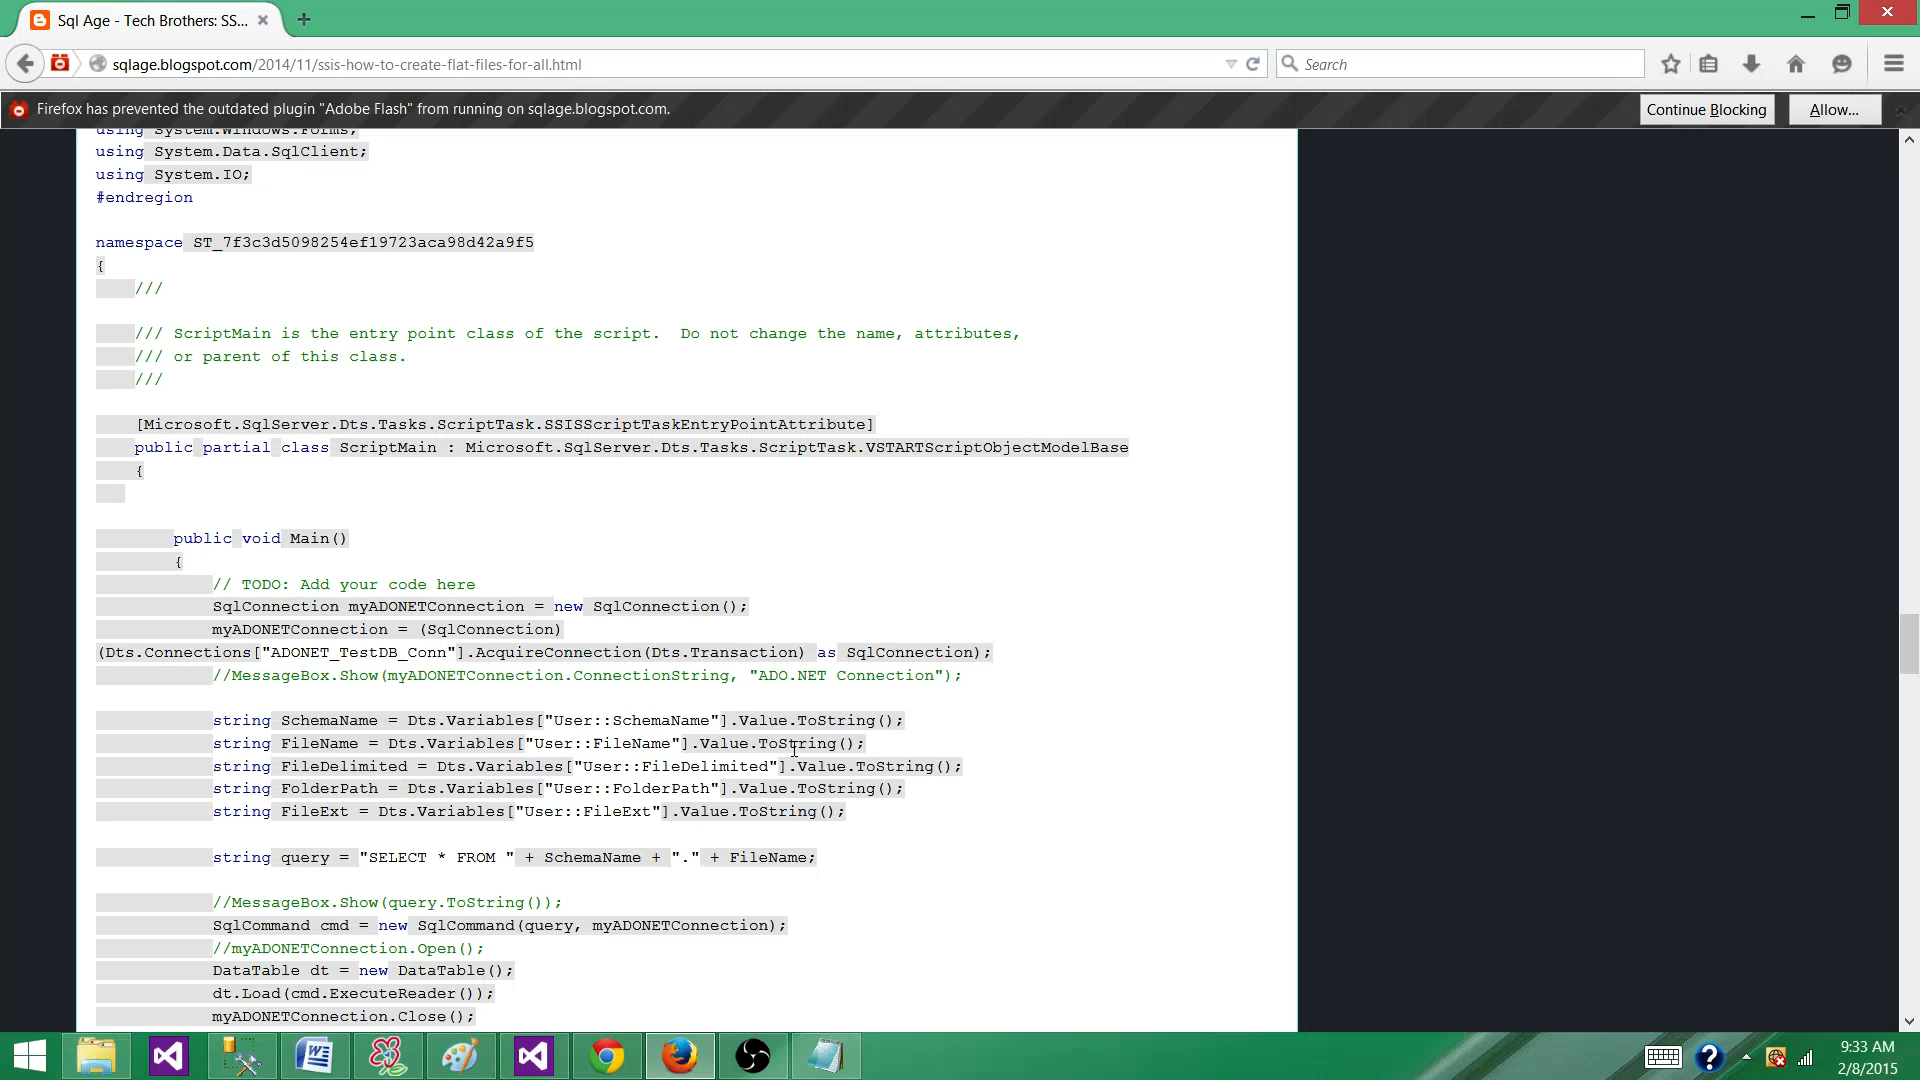 Sql Age - Tech Brothers: SS...
sqlage.blogspot.com/2014/11/ssis-how-to-create-flat-files-for-all.html
Search
Firefox has prevented the outdated plugin "Adobe Flash" from running on sqlage.blogspot.com.
Continue Blocking
Allow...
using System.Windows.Forms;
using System.Data.SqlClient;
using System.IO;
#endregion
namespace ST_7f3c3d5098254ef19723aca98d42a9f5
{
///
/// ScriptMain is the entry point class of the script.  Do not change the name, attributes,
/// or parent of this class.
///
[Microsoft.SqlServer.Dts.Tasks.ScriptTask.SSISScriptTaskEntryPointAttribute]
public partial class ScriptMain : Microsoft.SqlServer.Dts.Tasks.ScriptTask.VSTARTScriptObjectModelBase
{
public void Main()
{
// TODO: Add your code here
SqlConnection myADONETConnection = new SqlConnection();
myADONETConnection = (SqlConnection)
(Dts.Connections["ADONET_TestDB_Conn"].AcquireConnection(Dts.Transaction) as SqlConnection);
//MessageBox.Show(myADONETConnection.ConnectionString, "ADO.NET Connection");
string SchemaName = Dts.Variables["User::SchemaName"].Value.ToString();
string FileName = Dts.Variables["User::FileName"].Value.ToString();
string FileDelimited = Dts.Variables["User::FileDelimited"].Value.ToString();
string FolderPath = Dts.Variables["User::FolderPath"].Value.ToString();
string FileExt = Dts.Variables["User::FileExt"].Value.ToString();
string query = "SELECT * FROM " + SchemaName + "." + FileName;
//MessageBox.Show(query.ToString());
SqlCommand cmd = new SqlCommand(query, myADONETConnection);
//myADONETConnection.Open();
DataTable dt = new DataTable();
dt.Load(cmd.ExecuteReader());
myADONETConnection.Close();
9:33 AM
2/8/2015